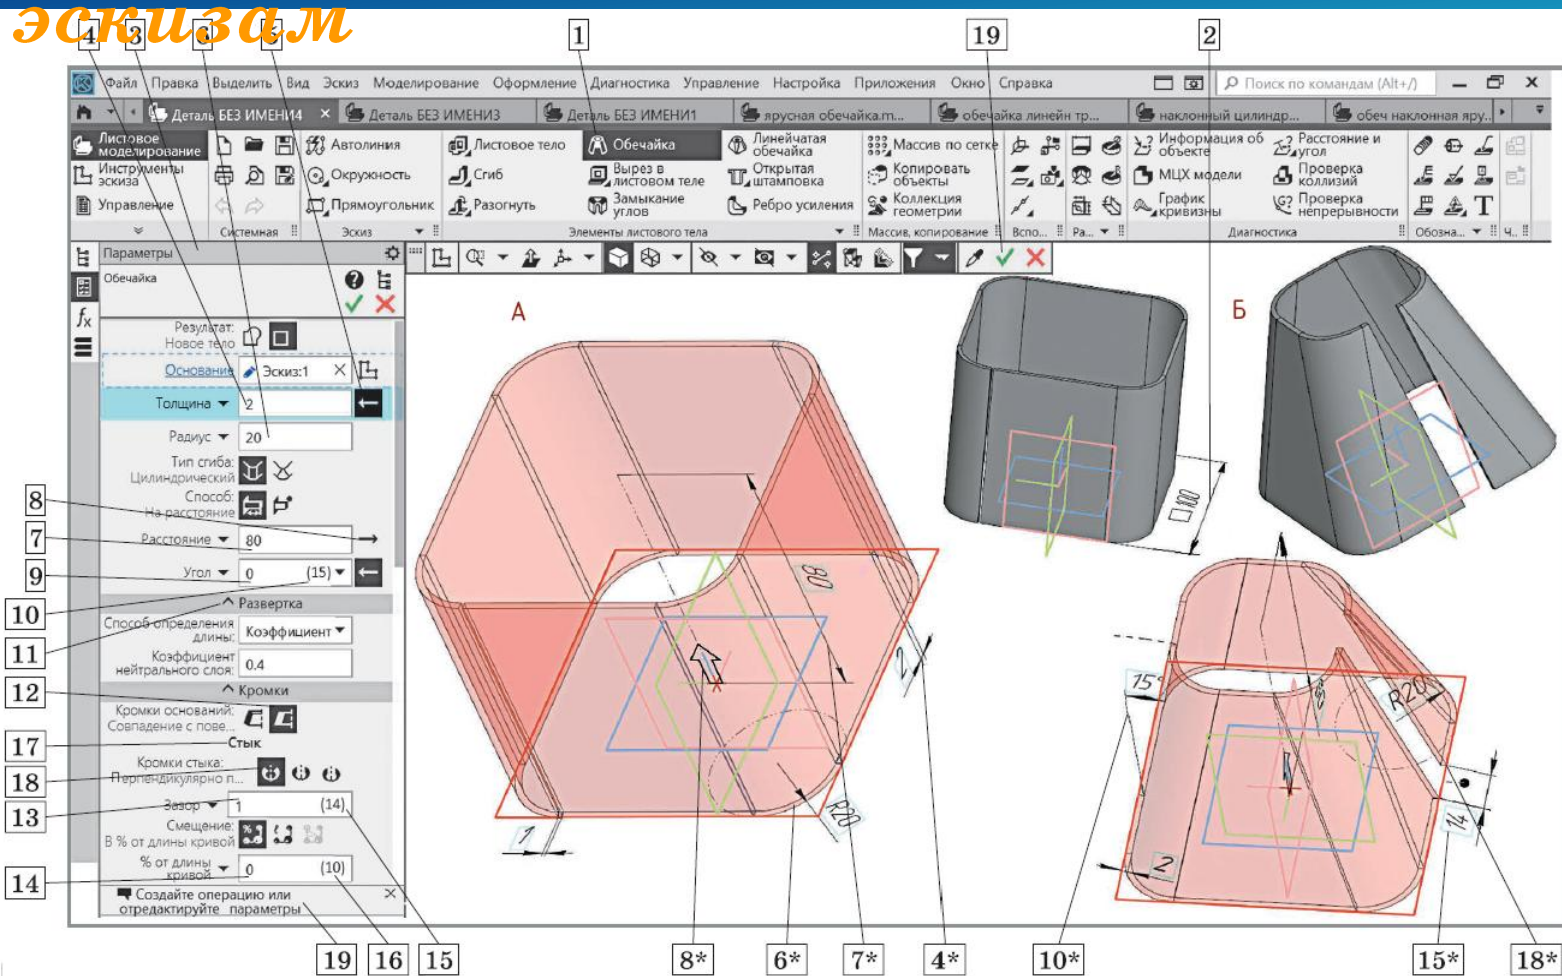 эскизам
4 3 6 5 1 19 2
Файл Правка Выделить Вид Эскиз Моделирование Оформление Диагностика Управление Настройка Приложения Окно Справка
Поиск по командам (Alt+/)
Деталь БЕЗ ИМЕНИ4 × Деталь БЕЗ ИМЕНИ3 Деталь БЕЗ ИМЕНИ1 ярусная обечайка.m... обечайка линейн тр... наклонный цилиндр... обеч наклонная яру..
Листовое моделирование
Инструменты эскиза
Управление
Системная
Автолиния
Окружность
Прямоугольник
Эскиз
Листовое тело
Сгиб
Разогнуть
Обечайка
Вырез в листовом теле
Замыкание углов
Линейчатая обечайка
Открытая штамповка
Ребро усиления
Элементы листового тела
Массив по сетке
Копировать объекты
Коллекция геометрии
Массив, копирование
Вспо...
Ра...
Информация об объекте
МЦХ модели
График кривизны
Расстояние и угол
Проверка коллизий
Проверка непрерывности
Диагностика
Обозна...
Ч..
Параметры
Обечайка
Результат:
Новое тело
Основание Эскиз:1
Толщина 2
Радиус 20
Тип сгиба:
Цилиндрический
Способ:
На расстояние
Расстояние 80
Угол 0 (15)
Развертка
Способ определения длины: Коэффициент
Коэффициент нейтрального слоя: 0.4
Кромки
Кромки оснований:
Совпадение с пове...
Стык
Кромки стыка:
Перпендикулярно п...
Зазор 1 (14)
Смещение:
В % от длины кривой
% от длины кривой 0 (10)
Создайте операцию или
отредактируйте параметры
8
7
9
10
11
12
17
18
13
14
А
Б
80
2
R20
1
□100
15°
R20
14
2
19 16 15 8* 6* 7* 4* 10* 15* 18*